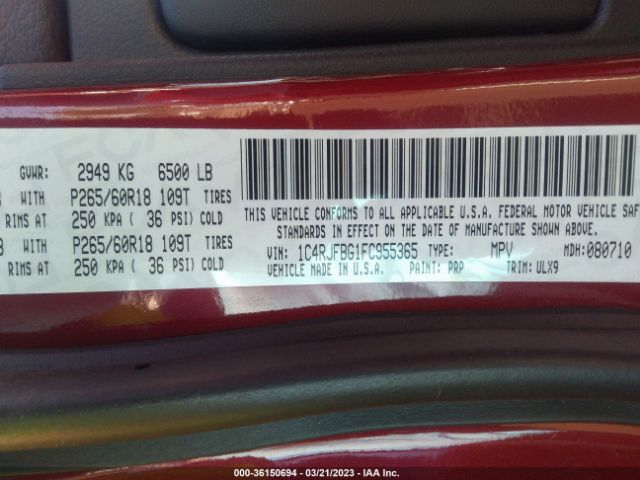 GVWR: 2949 KG 6500 LB
WITH P265/60R18 109T TIRES
RIMS AT 250 KPA ( 36 PSI) COLD
WITH P265/60R18 109T TIRES
RIMS AT 250 KPA ( 36 PSI) COLD
THIS VEHICLE CONFORMS TO ALL APPLICABLE U.S.A. FEDERAL MOTOR VEHICLE SAF
STANDARDS IN EFFECT ON THE DATE OF MANUFACTURE SHOWN ABOVE
VIN: 1C4RJFBG1FC955365 TYPE: MPV MDH:080710
VEHICLE MADE IN U.S.A. PAINT: PRP TRIM: ULX9
000-36150694 - 03/21/2023 - IAA Inc.